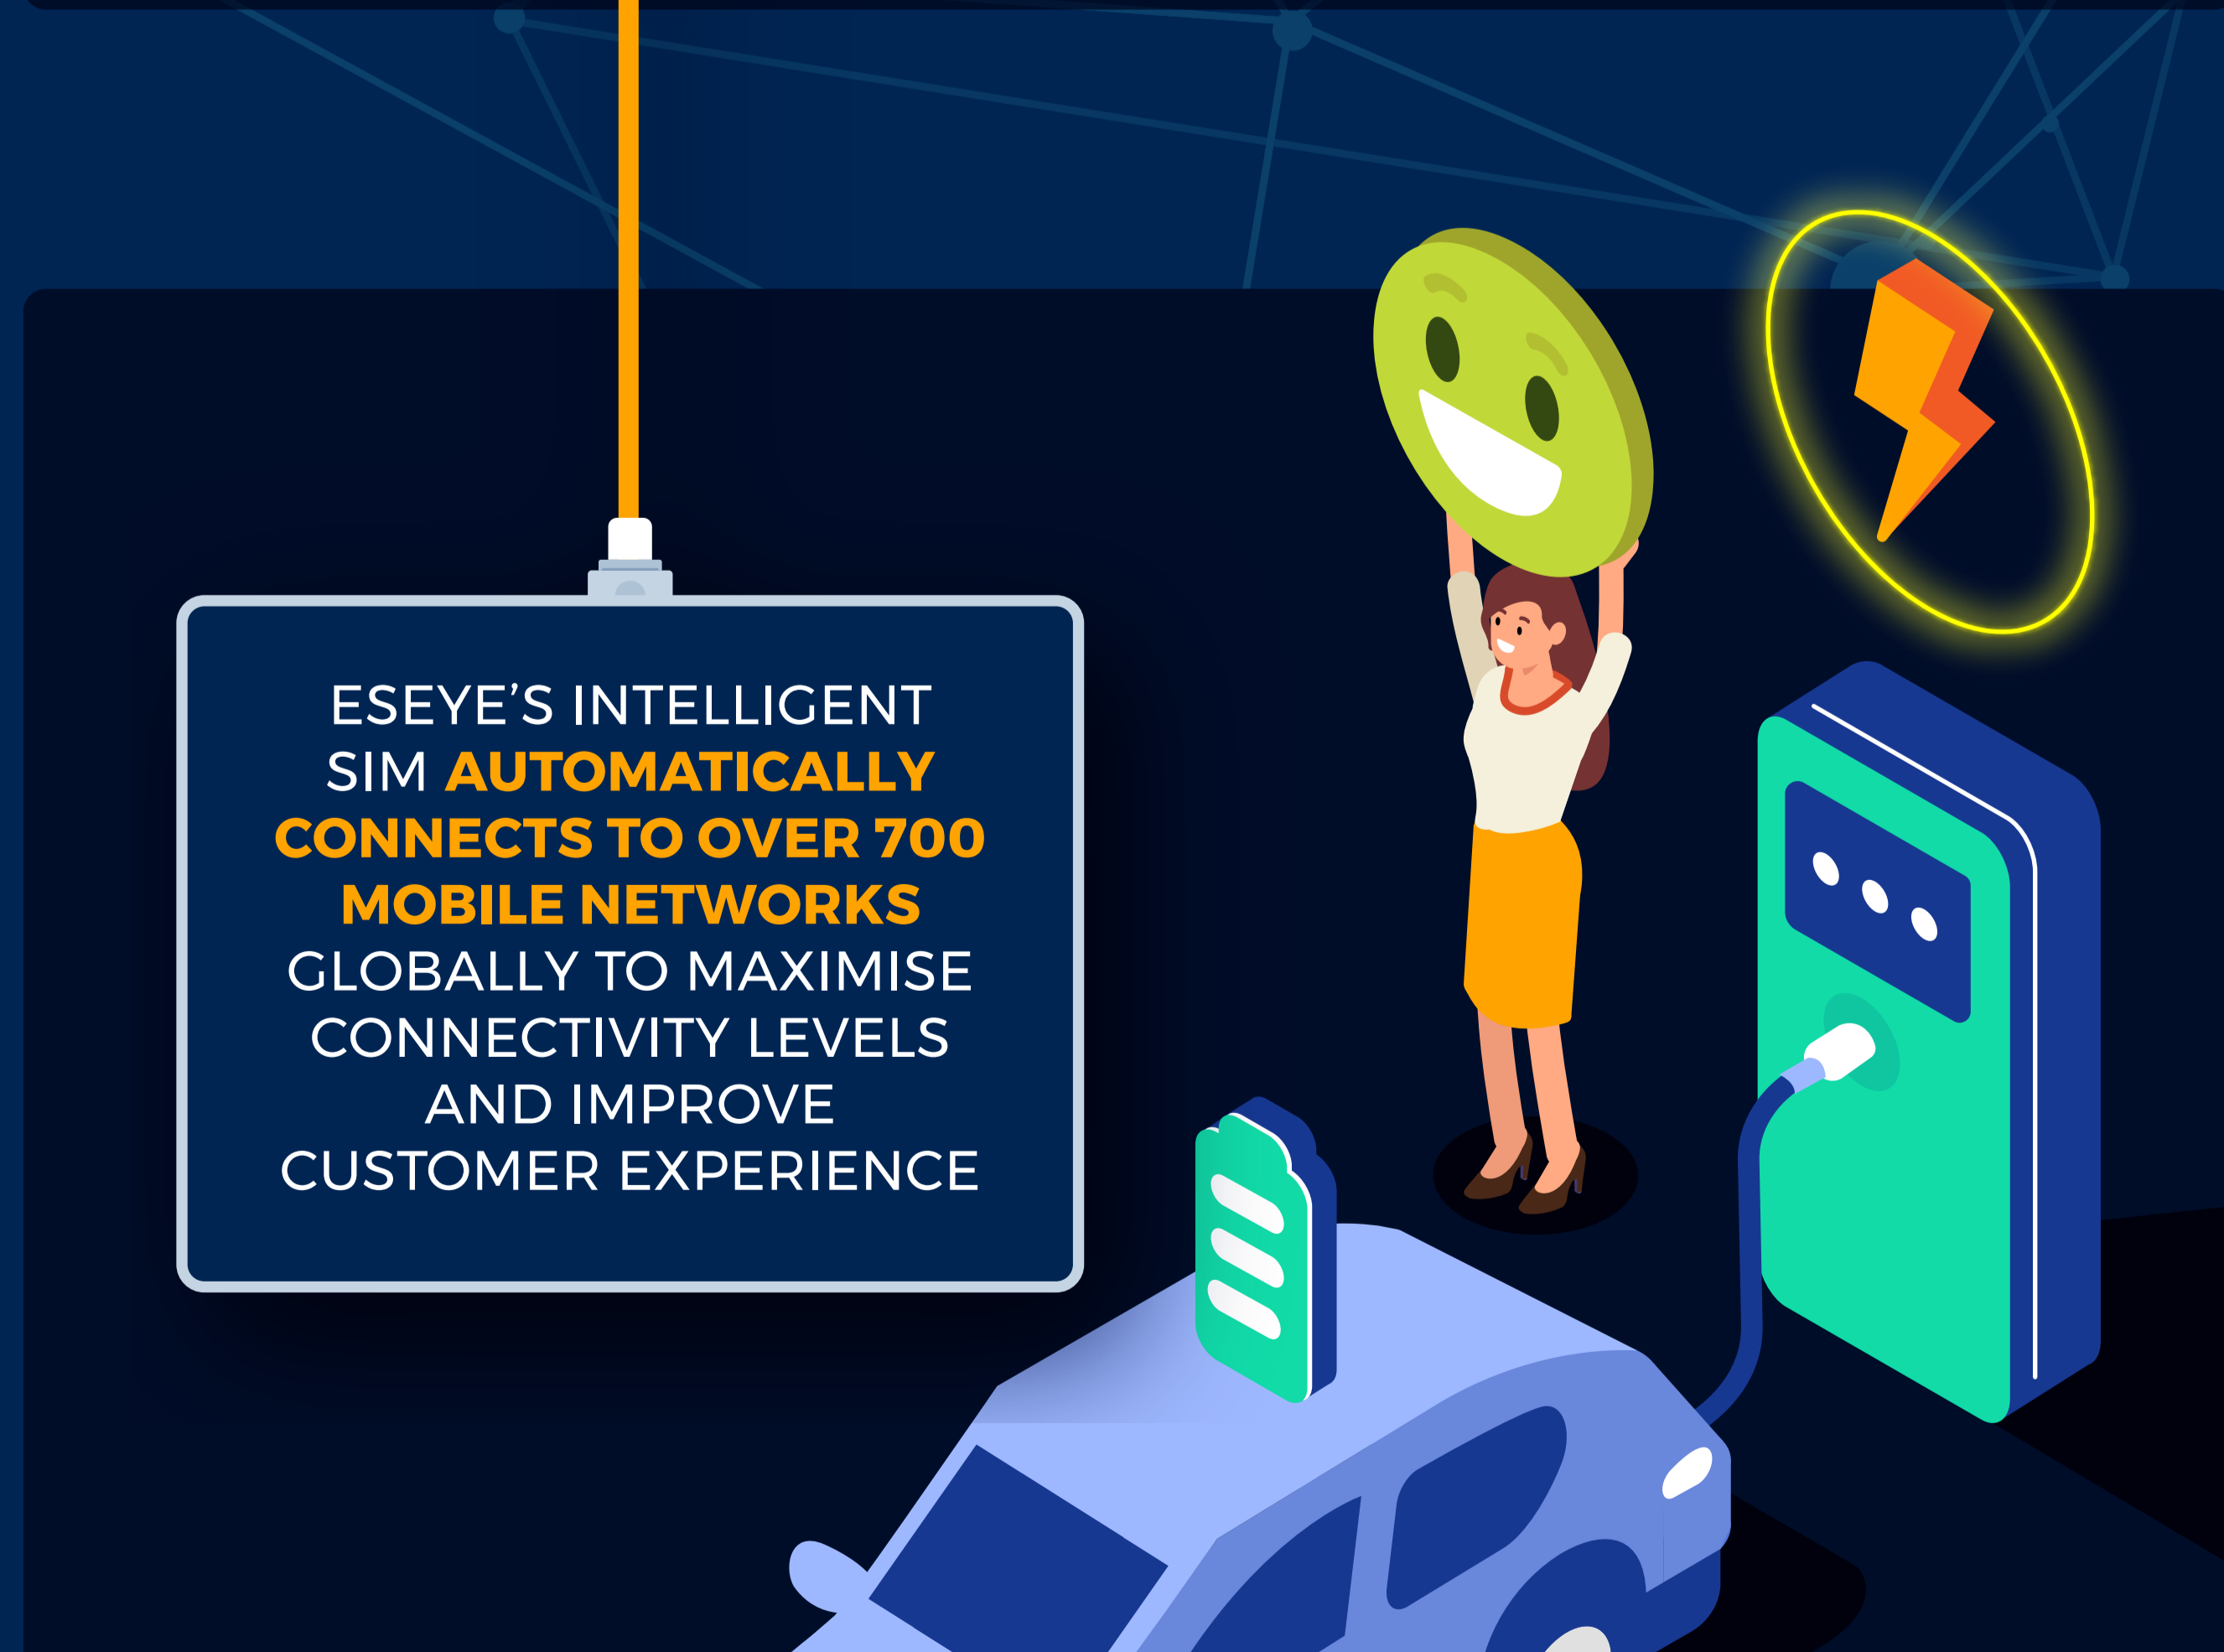 ESEYE’S INTELLIGENT
SIM AUTOMATICALLY
CONNECTS TO OVER 700
MOBILE NETWORKS
GLOBALLY TO MAXIMISE
CONNECTIVITY LEVELS
AND IMPROVE
CUSTOMER EXPERIENCE